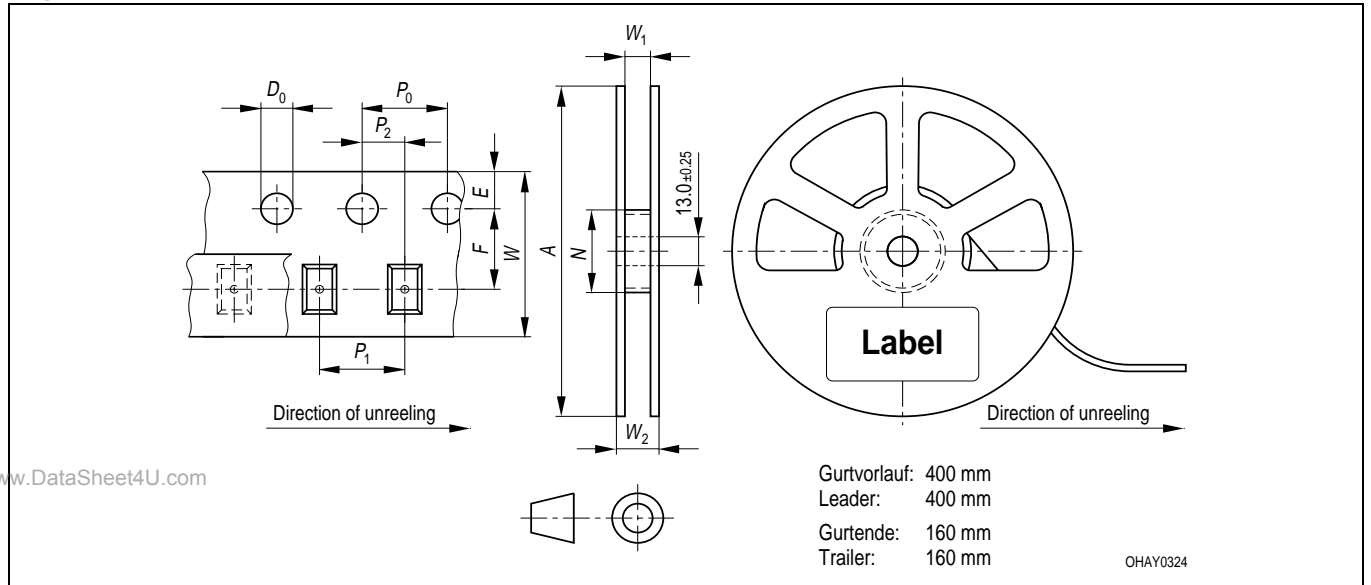 W1
D0
P0
P2
E
F
W
A
N
13.0 ±0.25
Label
P1
Direction of unreeling
W2
Direction of unreeling
Gurtvorlauf: 400 mm
Leader: 400 mm
Gurtende: 160 mm
Trailer: 160 mm
OHAY0324
ww.DataSheet4U.com